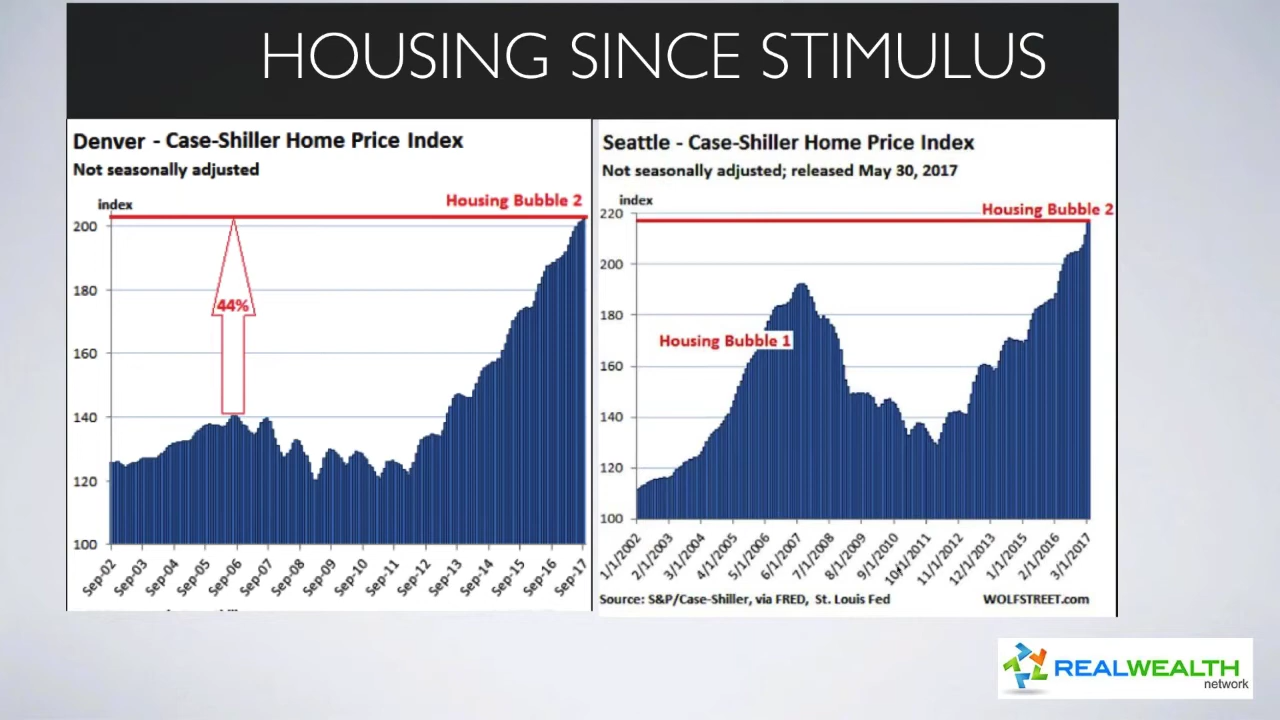 HOUSING SINCE STIMULUS
Denver - Case-Shiller Home Price Index
Not seasonally adjusted
index
Housing Bubble 2
200
180
160
140
120
100
44%
Sep-02
Sep-03
Sep-04
Sep-05
Sep-06
Sep-07
Sep-08
Sep-09
Sep-10
Sep-11
Sep-12
Sep-13
Sep-14
Sep-15
Sep-16
Sep-17
Seattle - Case-Shiller Home Price Index
Not seasonally adjusted; released May 30, 2017
index
Housing Bubble 2
220
200
180
160
140
120
100
Housing Bubble 1
1/1/2002
2/1/2003
3/1/2004
4/1/2005
5/1/2006
6/1/2007
7/1/2008
8/1/2009
9/1/2010
10/1/2011
11/1/2012
12/1/2013
1/1/2015
2/1/2016
3/1/2017
Source: S&P/Case-Shiller, via FRED, St. Louis Fed
WOLFSTREET.com
REALWEALTH
network